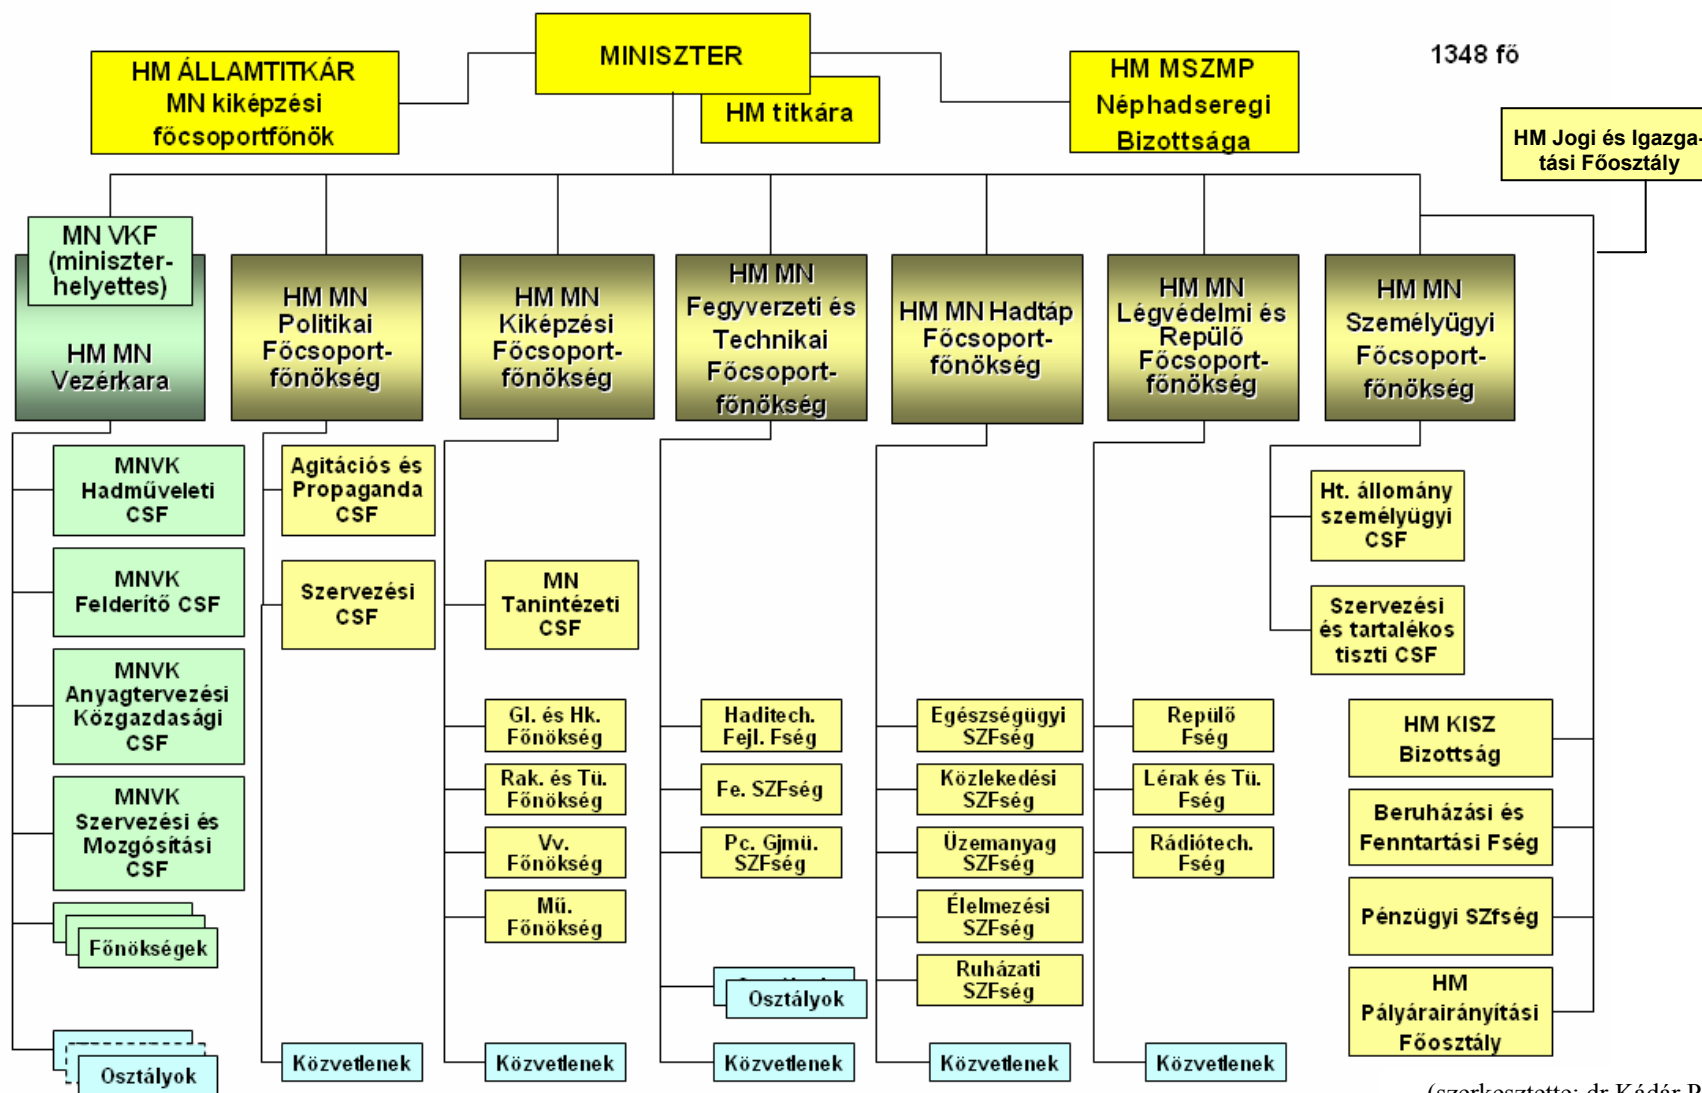 MINISZTER
HM ÁLLAMTITKÁR
MN kiképzési
főcsoportfőnök
HM titkára
HM MSZMP
Néphadseregi
Bizottsága
1348 fő
HM Jogi és Igazga-
tási Főosztály
MN VKF
(miniszter-
helyettes)
HM MN
Vezérkara
HM MN
Politikai
Főcsoport-
főnökség
HM MN
Kiképzési
Főcsoport-
főnökség
HM MN
Fegyverzeti és
Technikai
Főcsoport-
főnökség
HM MN Hadtáp
Főcsoport-
főnökség
HM MN
Légvédelmi és
Repülő
Főcsoport-
főnökség
HM MN
Személyügyi
Főcsoport-
főnökség
MNVK
Hadműveleti
CSF
MNVK
Felderítő CSF
MNVK
Anyagtervezési
Közgazdasági
CSF
MNVK
Szervezési és
Mozgósítási
CSF
Főnökségek
Osztályok
Agitációs és
Propaganda
CSF
Szervezési
CSF
Közvetlenek
MN
Tanintézeti
CSF
Gl. és Hk.
Főnökség
Rak. és Tü.
Főnökség
Vv.
Főnökség
Mű.
Főnökség
Közvetlenek
Haditech.
Fejl. Fség
Fe. SZFség
Pc. Gjmü.
SZFség
Osztályok
Közvetlenek
Egészségügyi
SZFség
Közlekedési
SZFség
Üzemanyag
SZFség
Élelmezési
SZFség
Ruházati
SZFség
Közvetlenek
Repülő
Fség
Lérak és Tü.
Fség
Rádiótech.
Fség
Közvetlenek
Ht. állomány
személyügyi
CSF
Szervezési
és tartalékos
tiszti CSF
HM KISZ
Bizottság
Beruházási és
Fenntartási Fség
Pénzügyi SZfség
HM
Pályárairányítási
Főosztály
(szerkesztette: dr Kádár P